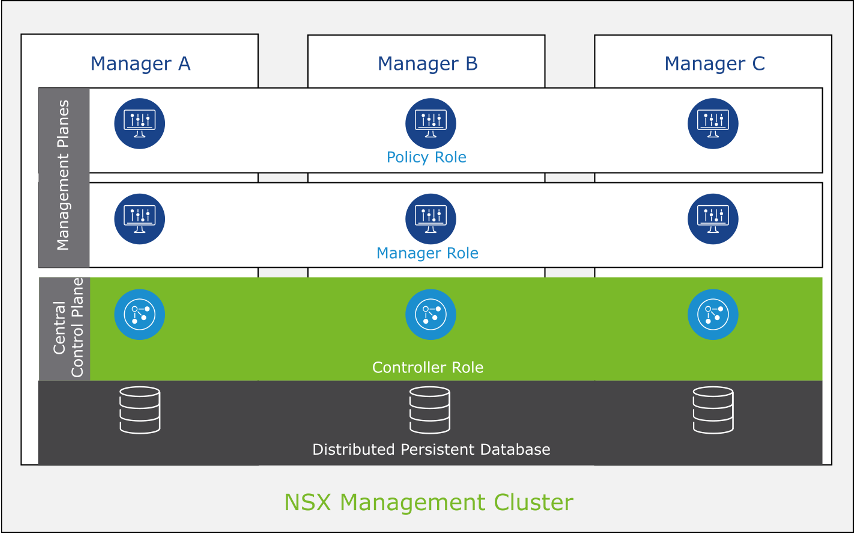 Manager A
Manager B
Manager C
Management Planes
Policy Role
Manager Role
Central
Control Plane
Controller Role
Distributed Persistent Database
NSX Management Cluster